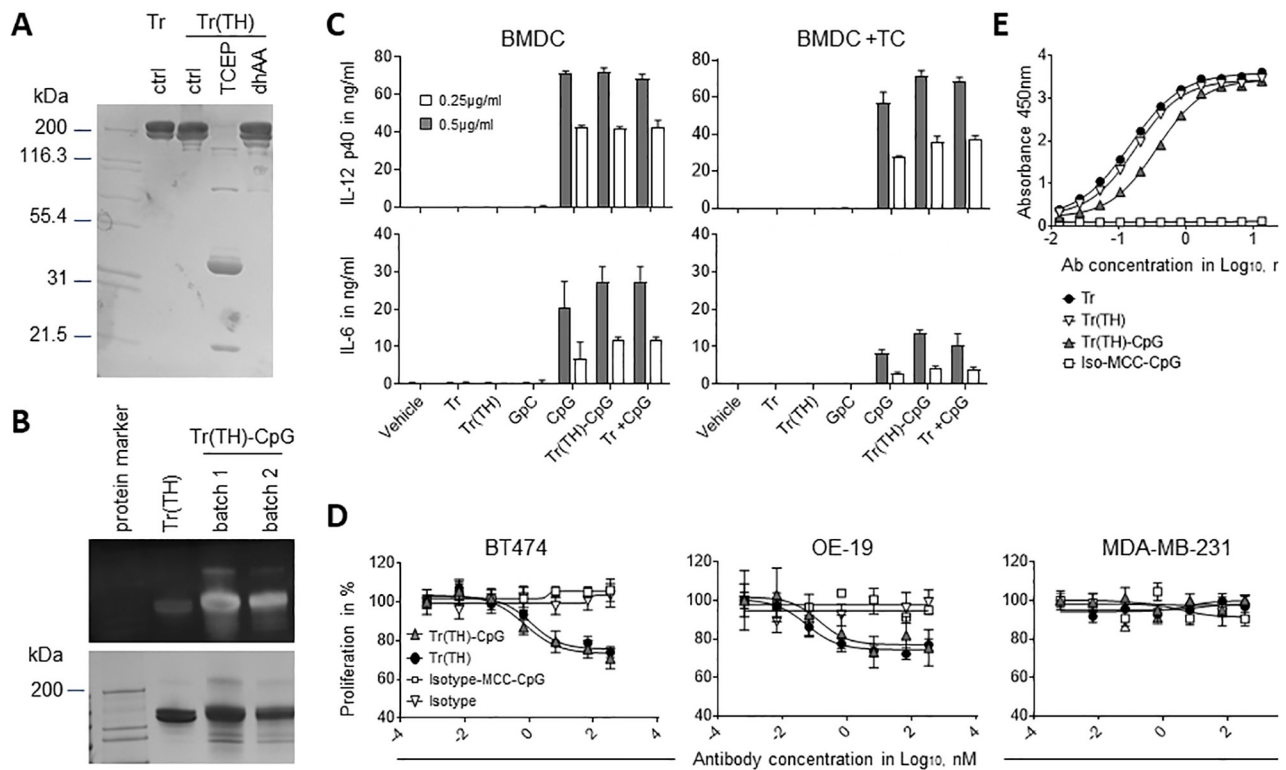 A
Tr Tr(TH)
ctrl ctrl TCEP dhAA
kDa
200
116.3
55.4
31
21.5
B
Tr(TH)-CpG
protein marker Tr(TH) batch 1 batch 2
kDa
200
C
BMDC BMDC +TC
IL-12 p40 in ng/ml
80 60 40 20 0
0.25µg/ml
0.5µg/ml
80 60 40 20 0
IL-6 in ng/ml
40 30 20 10 0
40 30 20 10 0
Vehicle Tr Tr(TH) GpC CpG Tr(TH)-CpG Tr +CpG
Vehicle Tr Tr(TH) GpC CpG Tr(TH)-CpG Tr +CpG
D
BT474 OE-19 MDA-MB-231
Proliferation in %
120 100 80 60 40
Tr(TH)-CpG
Tr(TH)
Isotype-MCC-CpG
Isotype
-4 -2 0 2 4
120 100 80 60 40
-4 -2 0 2 4
120 100 80 60 40
-4 -2 0 2
Antibody concentration in Log10, nM
E
Absorbance 450nm
4 3 2 1 0
-2 -1 0 1
Ab concentration in Log10, r
Tr
Tr(TH)
Tr(TH)-CpG
Iso-MCC-CpG